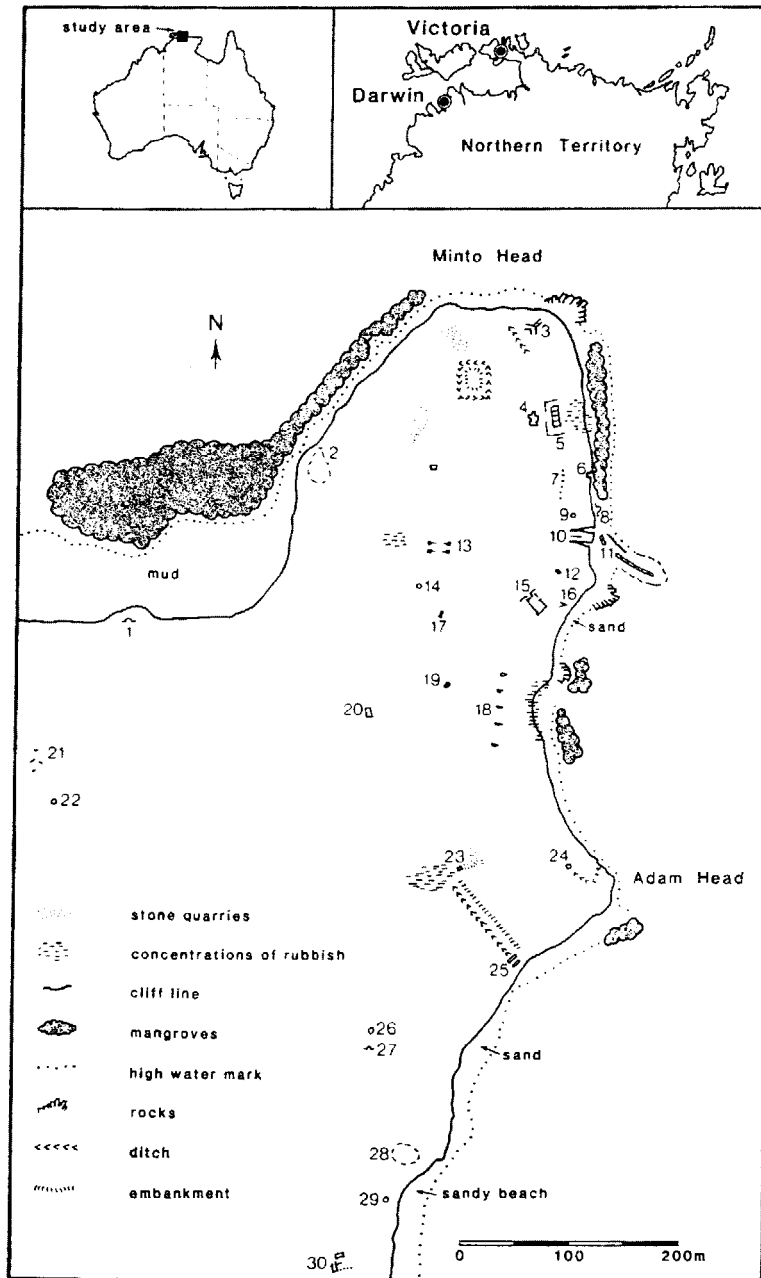 study area
Victoria
Darwin
Northern Territory
Minto Head
N
3
4
5
2
6
7
?
8
9
10
11
mud
13
12
14
15
16
1
17
sand
19
18
20
21
22
23
24
Adam Head
stone quarries
concentrations of rubbish
25
cliff line
mangroves
26
27
sand
high water mark
rocks
ditch
28
embankment
29
sandy beach
30
0 100 200m